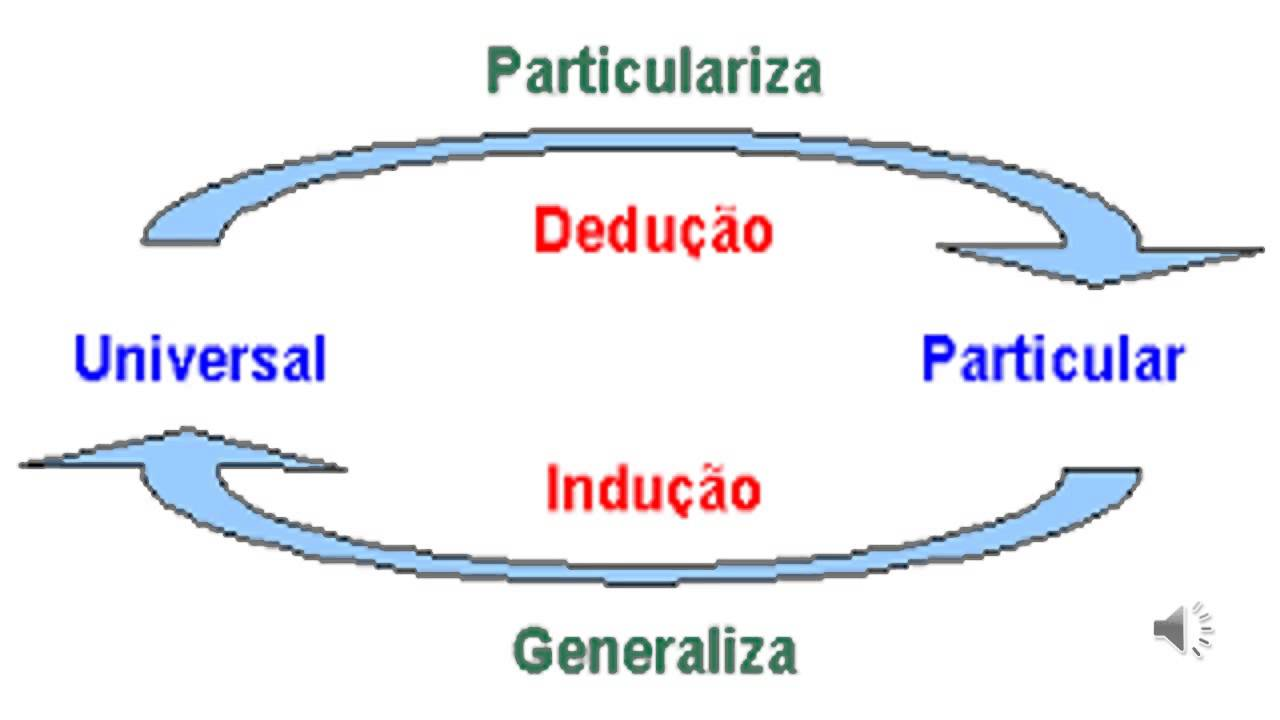 Particulariza
Dedução
Universal
Particular
Indução
Generaliza